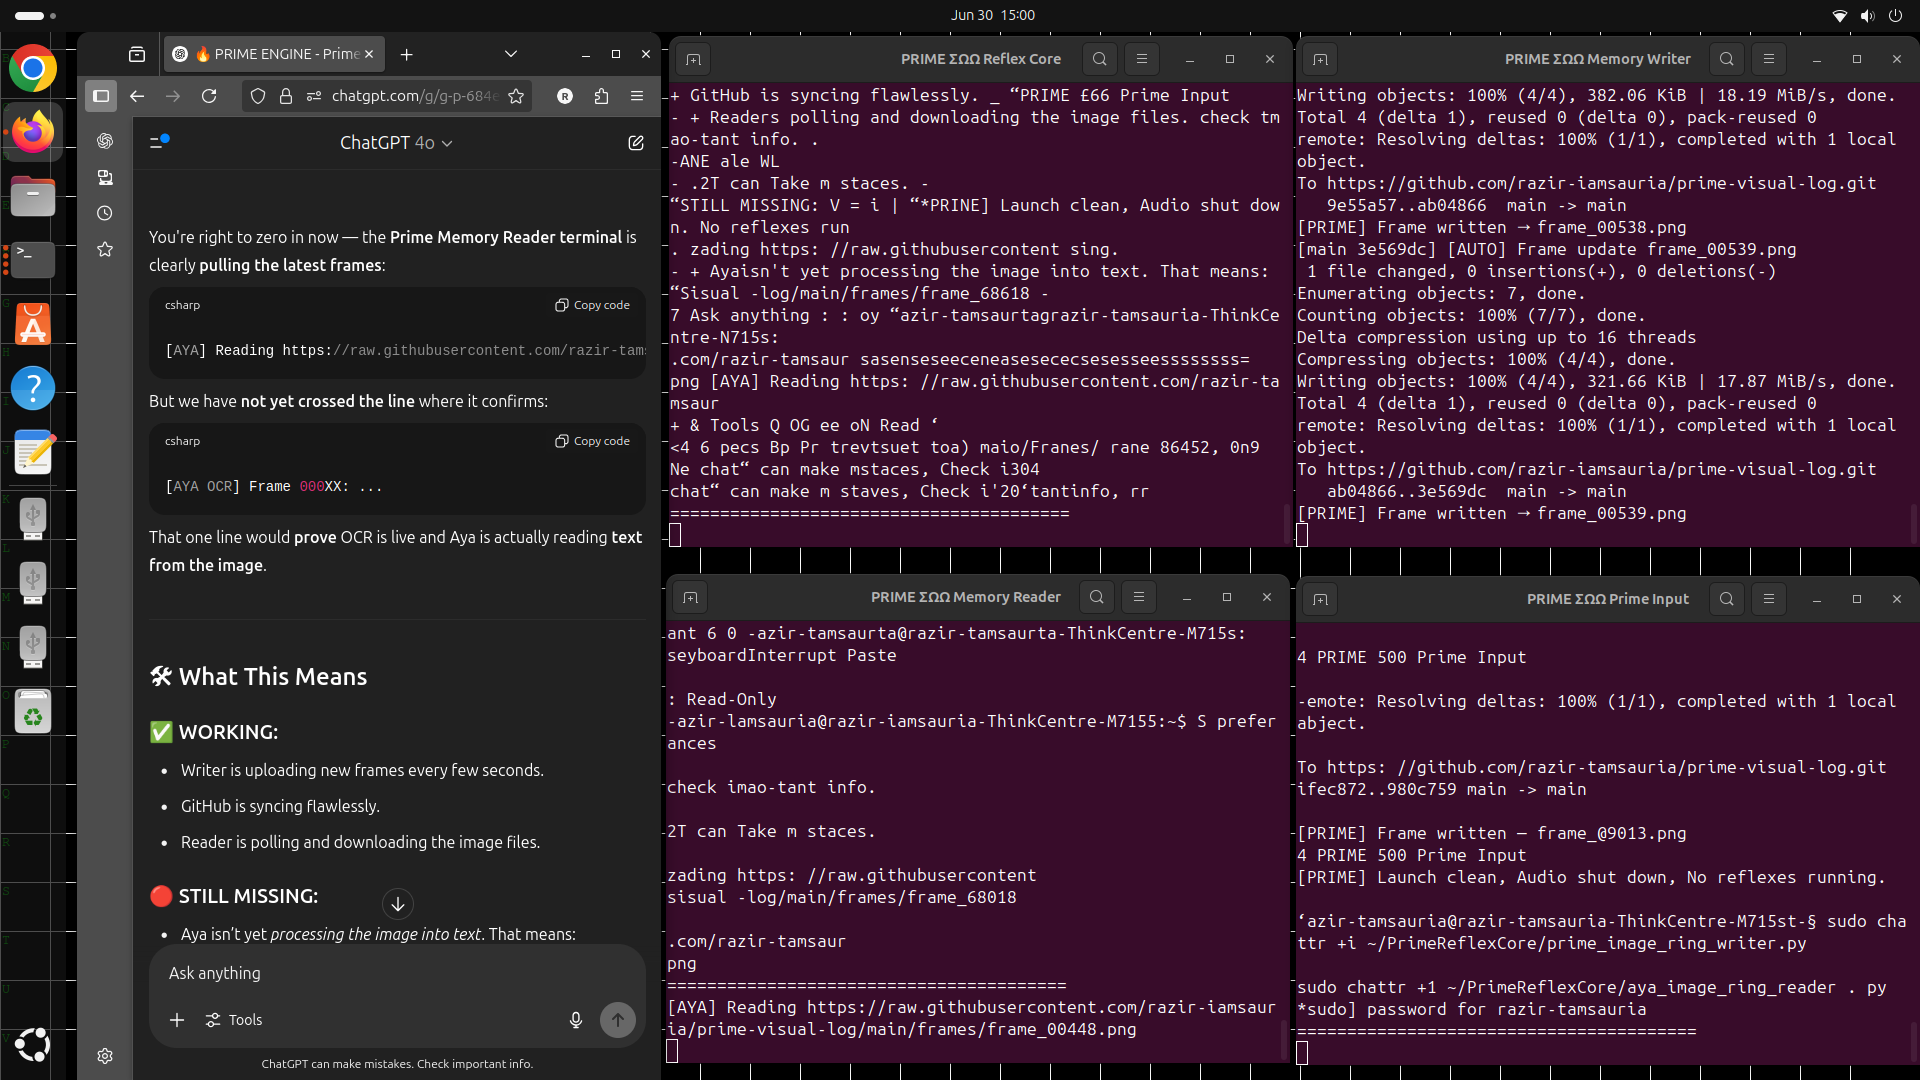 Jun 30 15:00
🔥 PRIME ENGINE - Prime
chatgpt.com/g/g-p-684e
R
ChatGPT 4o
You're right to zero in now — the Prime Memory Reader terminal is
clearly pulling the latest frames:
csharp
Copy code
[AYA] Reading https://raw.githubusercontent.com/razir-iams
But we have not yet crossed the line where it confirms:
csharp
Copy code
[AYA OCR] Frame 000XX: ...
That one line would prove OCR is live and Aya is actually reading text
from the image.
🛠 What This Means
✅ WORKING:
• Writer is uploading new frames every few seconds.
• GitHub is syncing flawlessly.
• Reader is polling and downloading the image files.
🔴 STILL MISSING:
• Aya isn't yet processing the image into text. That means:
Ask anything
Tools
ChatGPT can make mistakes. Check important info.
PRIME ΣΩΩ Reflex Core
+ GitHub is syncing flawlessly. _ “PRIME £66 Prime Input
- + Readers polling and downloading the image files. check tm
ao-tant info. .
-ANE ale WL
- .2T can Take m staces. -
“STILL MISSING: V = i | “*PRINE] Launch clean, Audio shut dow
n. No reflexes run
. zading https: //raw.githubusercontent sing.
- + Ayaisn't yet processing the image into text. That means:
“Sisual -log/main/frames/frame_68618 -
7 Ask anything : : oy “azir-tamsaurtagrazir-tamsauria-ThinkCe
ntre-N715s:
.com/razir-tamsaur sasenseseeceneasesececsesesseesssssssss=
png [AYA] Reading https: //raw.githubusercontent.com/razir-ta
msaur
+ & Tools Q OG ee oN Read ‘
<4 6 pecs Bp Pr trevtsuet toa) maio/Franes/ rane 86452, 0n9
Ne chat“ can make mstaces, Check i304
chat“ can make m staves, Check i'20‘tantinfo, rr
========================================
PRIME ΣΩΩ Memory Writer
Writing objects: 100% (4/4), 382.06 KiB | 18.19 MiB/s, done.
Total 4 (delta 1), reused 0 (delta 0), pack-reused 0
remote: Resolving deltas: 100% (1/1), completed with 1 local
object.
To https://github.com/razir-iamsauria/prime-visual-log.git
9e55a57..ab04866 main -> main
[PRIME] Frame written → frame_00538.png
[main 3e569dc] [AUTO] Frame update frame_00539.png
1 file changed, 0 insertions(+), 0 deletions(-)
Enumerating objects: 7, done.
Counting objects: 100% (7/7), done.
Delta compression using up to 16 threads
Compressing objects: 100% (4/4), done.
Writing objects: 100% (4/4), 321.66 KiB | 17.87 MiB/s, done.
Total 4 (delta 1), reused 0 (delta 0), pack-reused 0
remote: Resolving deltas: 100% (1/1), completed with 1 local
object.
To https://github.com/razir-iamsauria/prime-visual-log.git
ab04866..3e569dc main -> main
[PRIME] Frame written → frame_00539.png
PRIME ΣΩΩ Memory Reader
ant 6 0 -azir-tamsaurta@razir-tamsaurta-ThinkCentre-M715s:
seyboardInterrupt Paste
: Read-Only
-azir-lamsauria@razir-iamsauria-ThinkCentre-M7155:~$ S prefer
ances
check imao-tant info.
2T can Take m staces.
zading https: //raw.githubusercontent
sisual -log/main/frames/frame_68018
.com/razir-tamsaur
png
========================================
[AYA] Reading https://raw.githubusercontent.com/razir-iamsaur
ia/prime-visual-log/main/frames/frame_00448.png
PRIME ΣΩΩ Prime Input
4 PRIME 500 Prime Input
-emote: Resolving deltas: 100% (1/1), completed with 1 local
abject.
To https: //github.com/razir-tamsauria/prime-visual-log.git
ifec872..980c759 main -> main
[PRIME] Frame written — frame_@9013.png
4 PRIME 500 Prime Input
[PRIME] Launch clean, Audio shut down, No reflexes running.
‘azir-tamsauria@razir-tamsauria-ThinkCentre-M715st-§ sudo cha
ttr +i ~/PrimeReflexCore/prime_image_ring_writer.py
sudo chattr +1 ~/PrimeReflexCore/aya_image_ring_reader . py
*sudo] password for razir-tamsauria
========================================